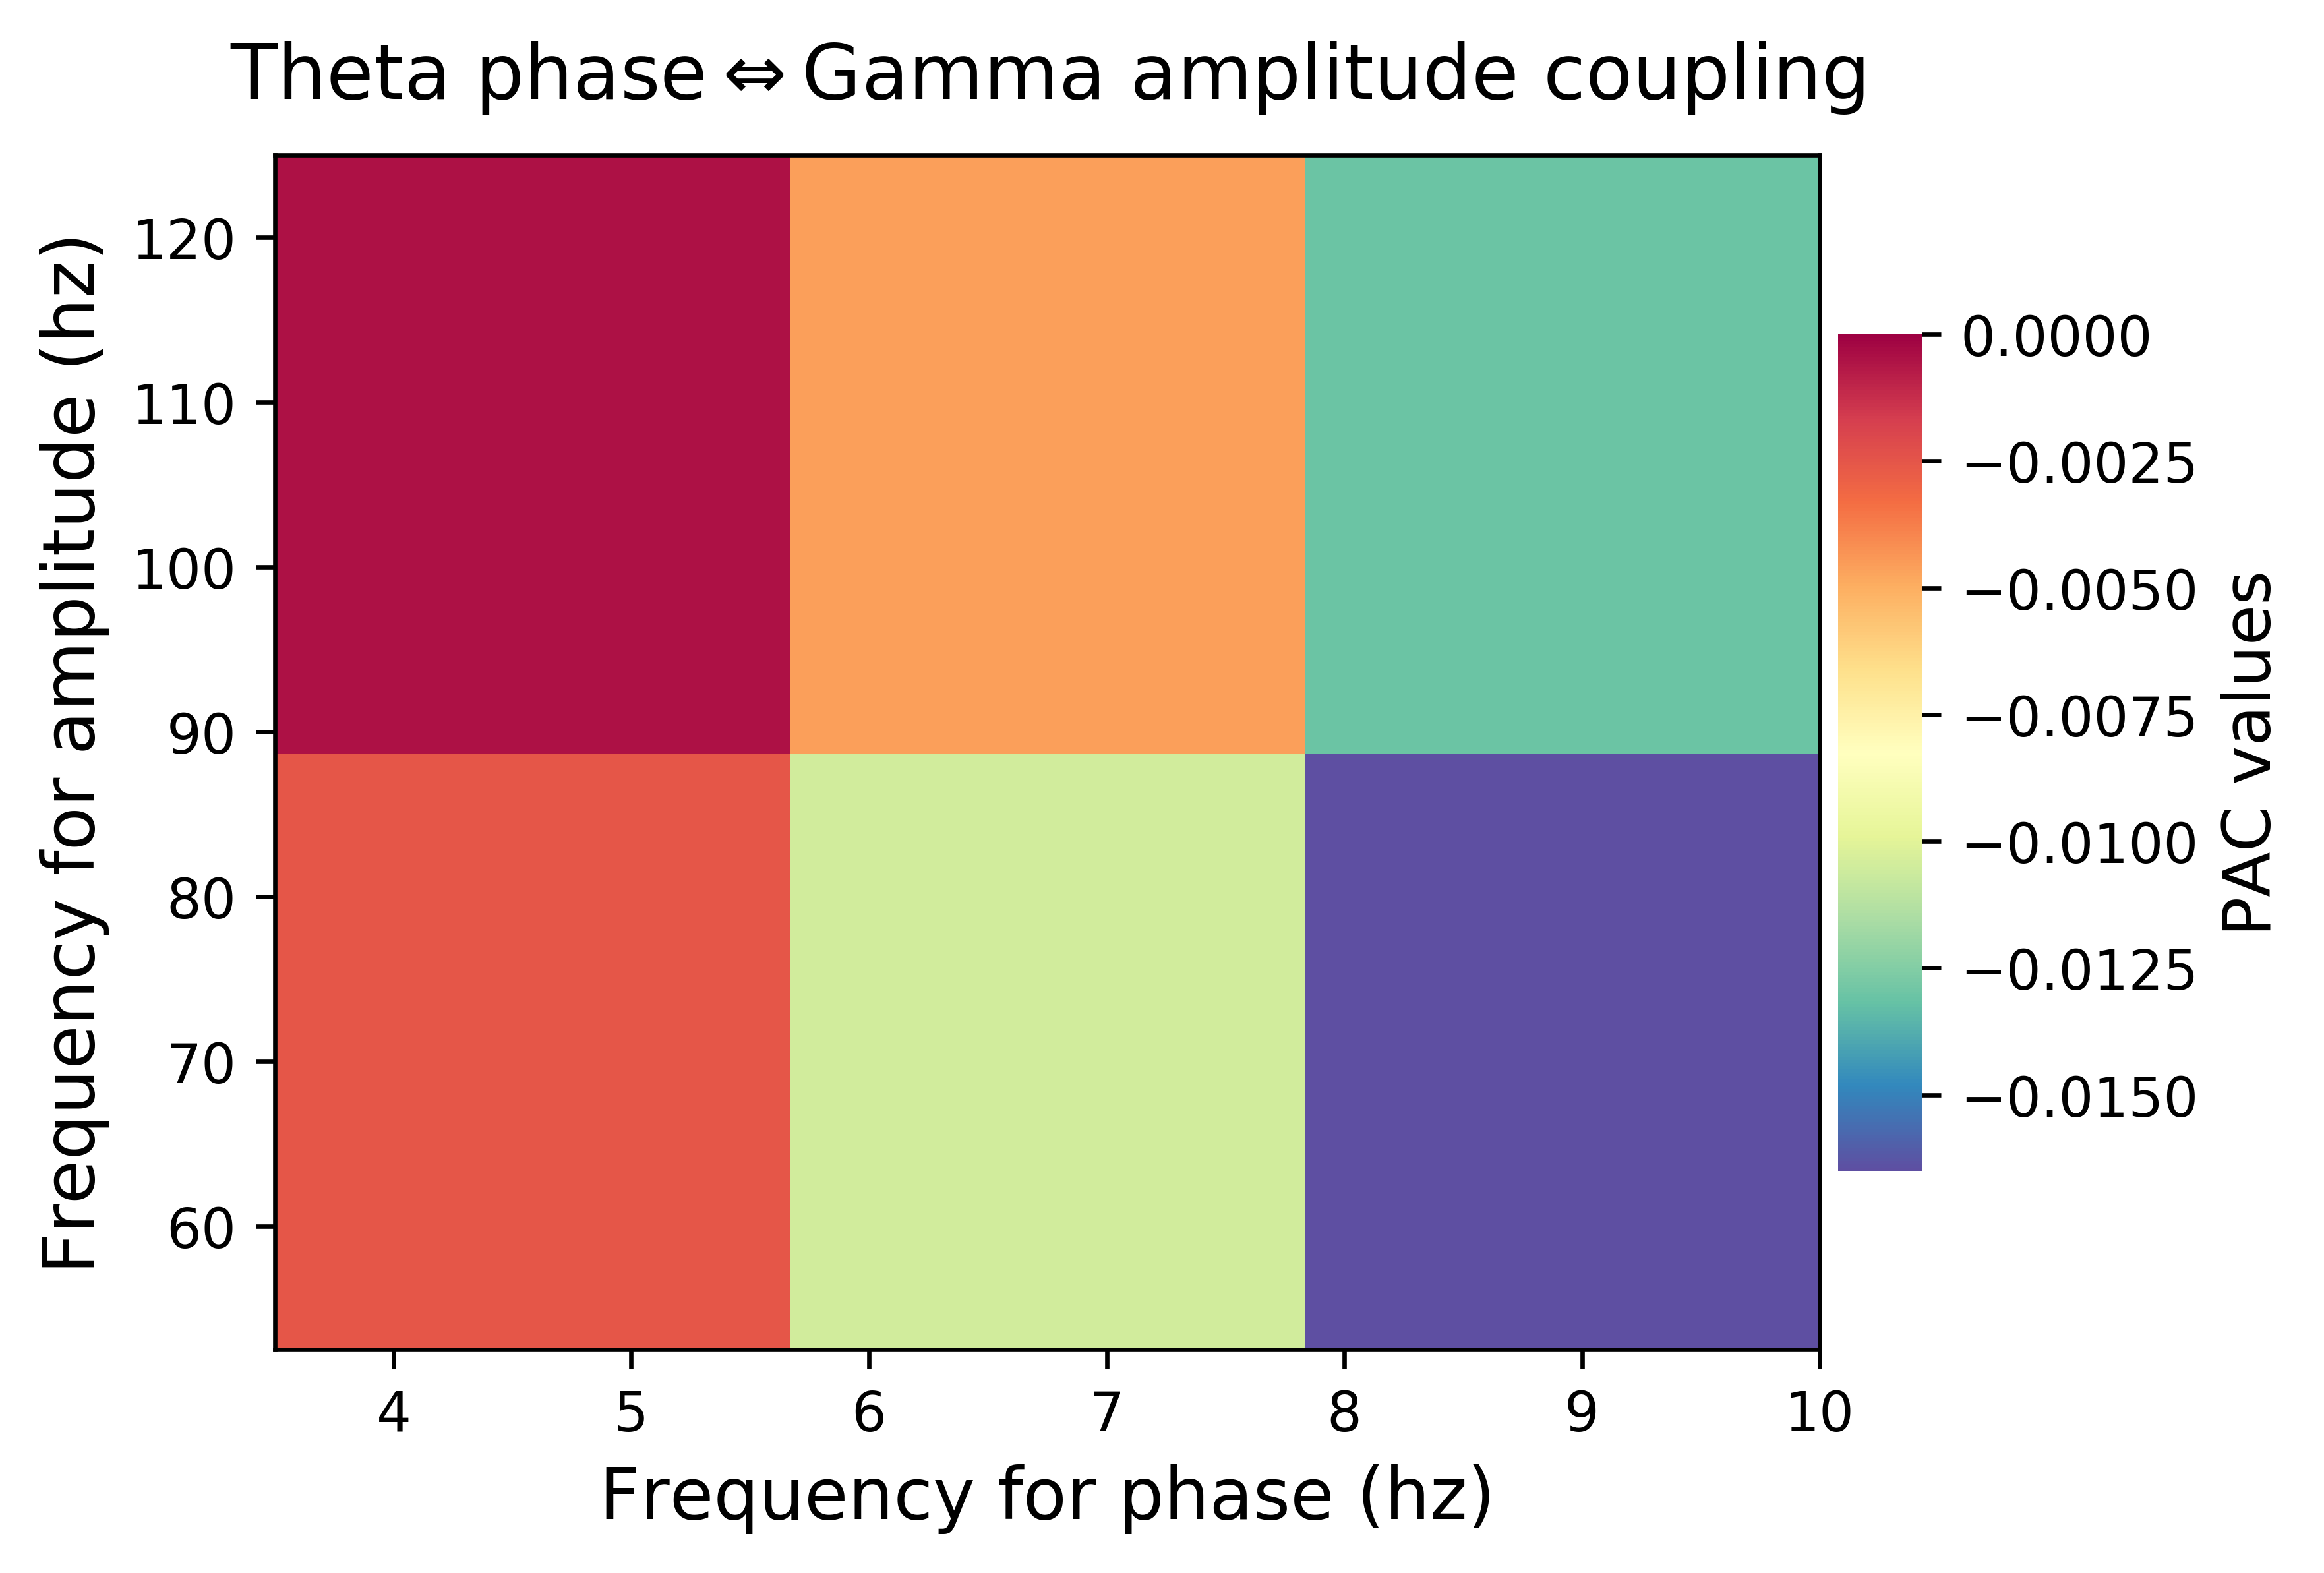 Theta phase⇔Gamma amplitude coupling
Frequency for amplitude (hz)
120
110
100
90
80
70
60
4 5 6 7 8 9 10
Frequency for phase (hz)
0.0000
−0.0025
−0.0050
−0.0075
−0.0100
−0.0125
−0.0150
PAC values